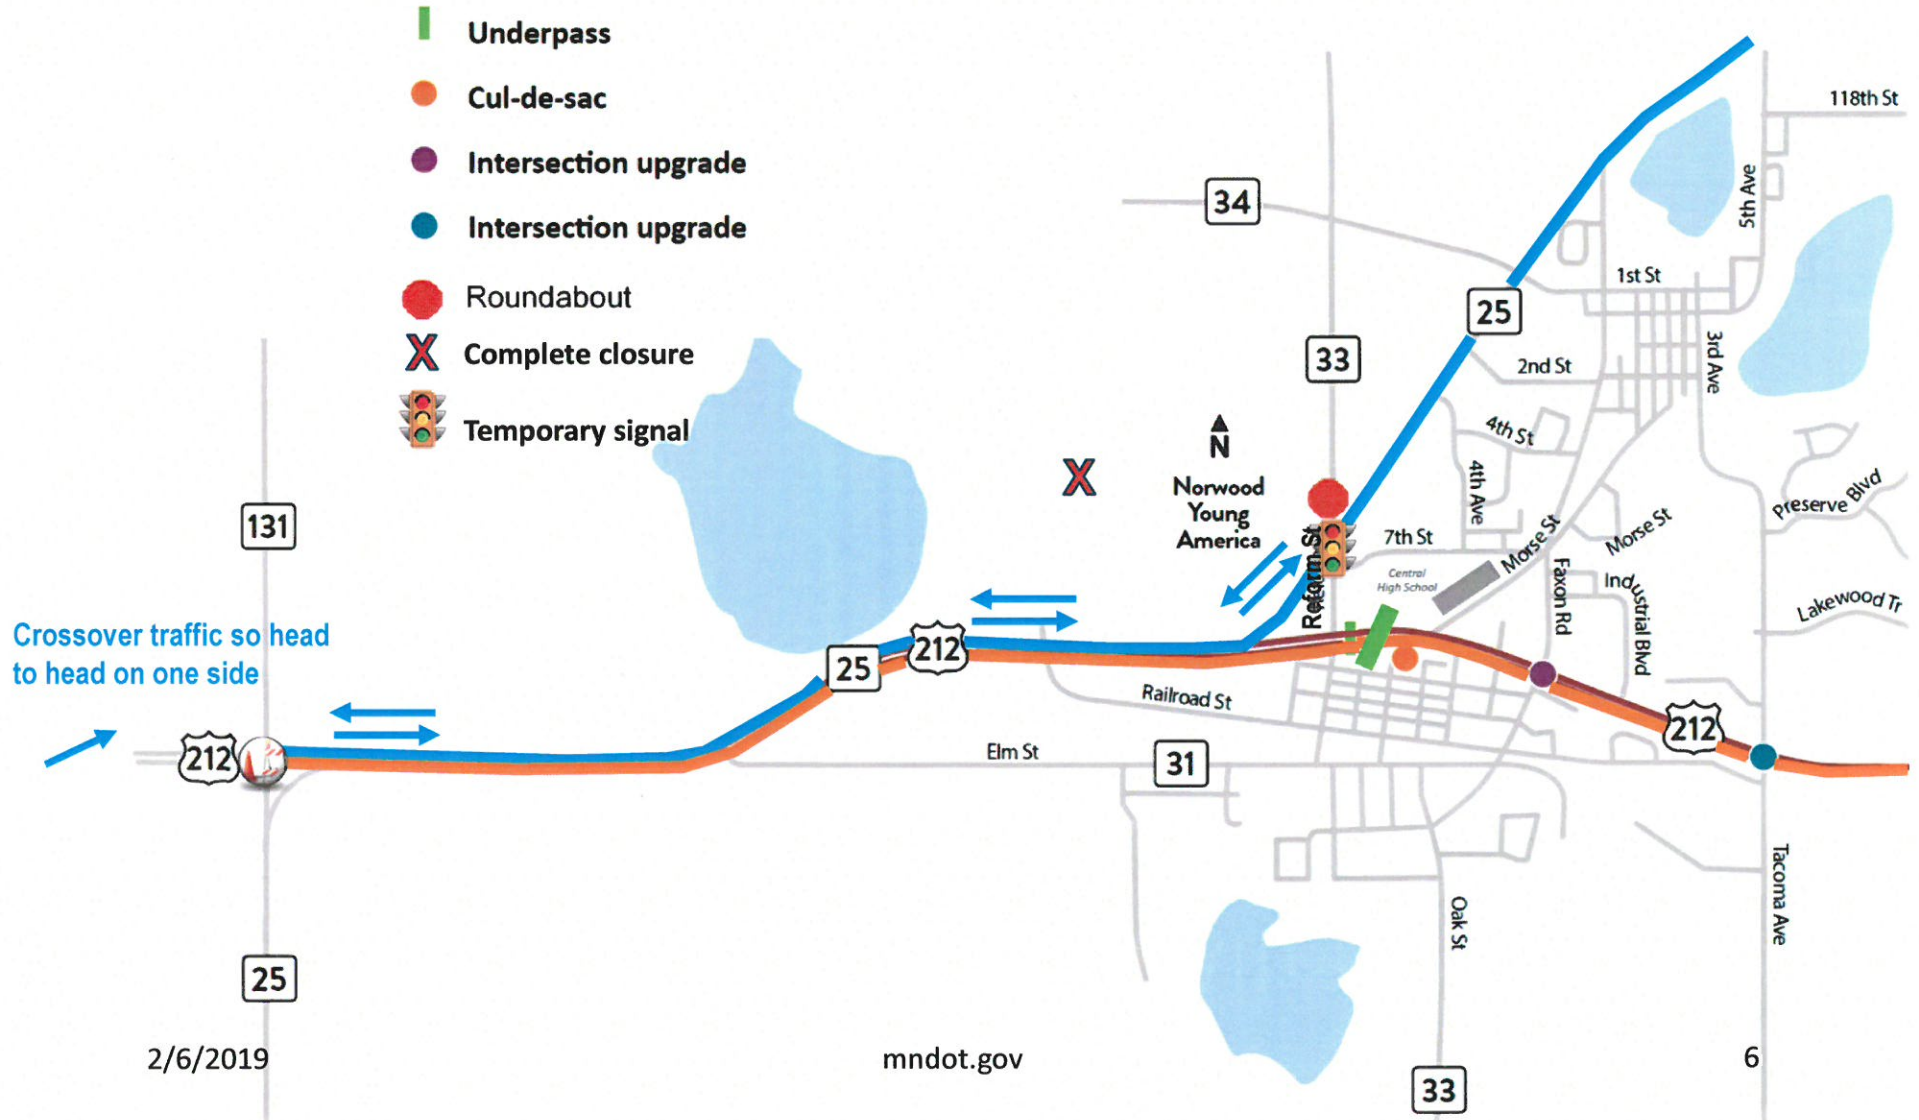 Underpass
Cul-de-sac
Intersection upgrade
Intersection upgrade
Roundabout
Complete closure
Temporary signal
118th St
5th Ave
34
1st St
25
33
3rd Ave
2nd St
N
4th St
4th Ave
Norwood
Young
America
Preserve Blvd
131
Reform St
7th St
Morse St
Morse St
Central
High School
Faxon Rd
Industrial Blvd
Lakewood Tr
Crossover traffic so head
to head on one side
212
25
Railroad St
212
212
Elm St
31
Tacoma Ave
Oak St
25
2/6/2019
mndot.gov
6
33